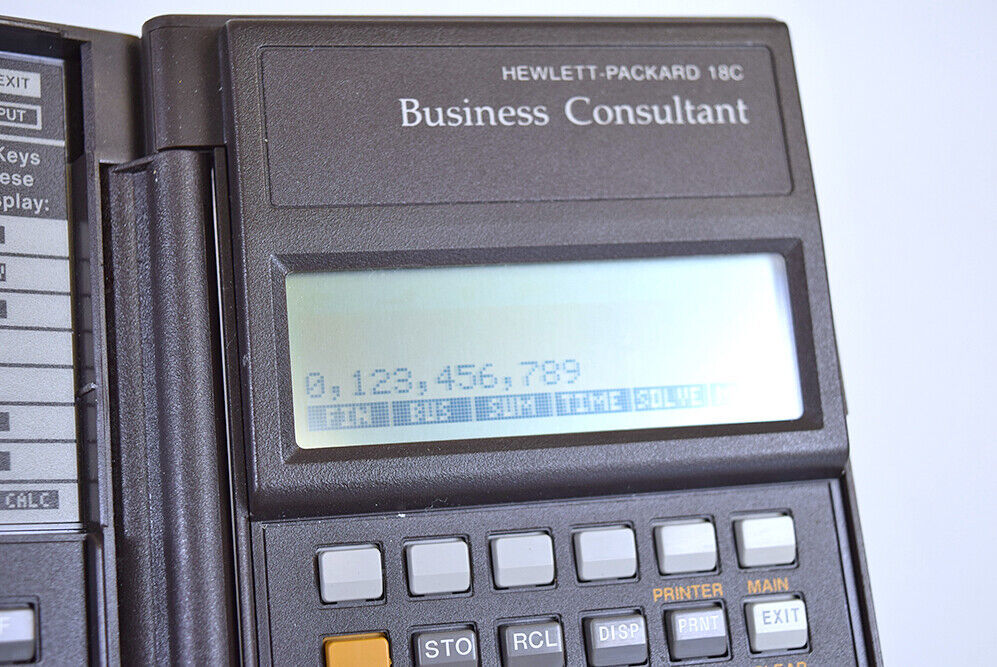 EXIT
PUT
Keys
ese
play:
CALC
F
HEWLETT-PACKARD 18C
Business Consultant
0,123,456,789
FIN BUS SUM TIME SOLVE
PRINTER MAIN
STO RCL DISP PRNT EXIT